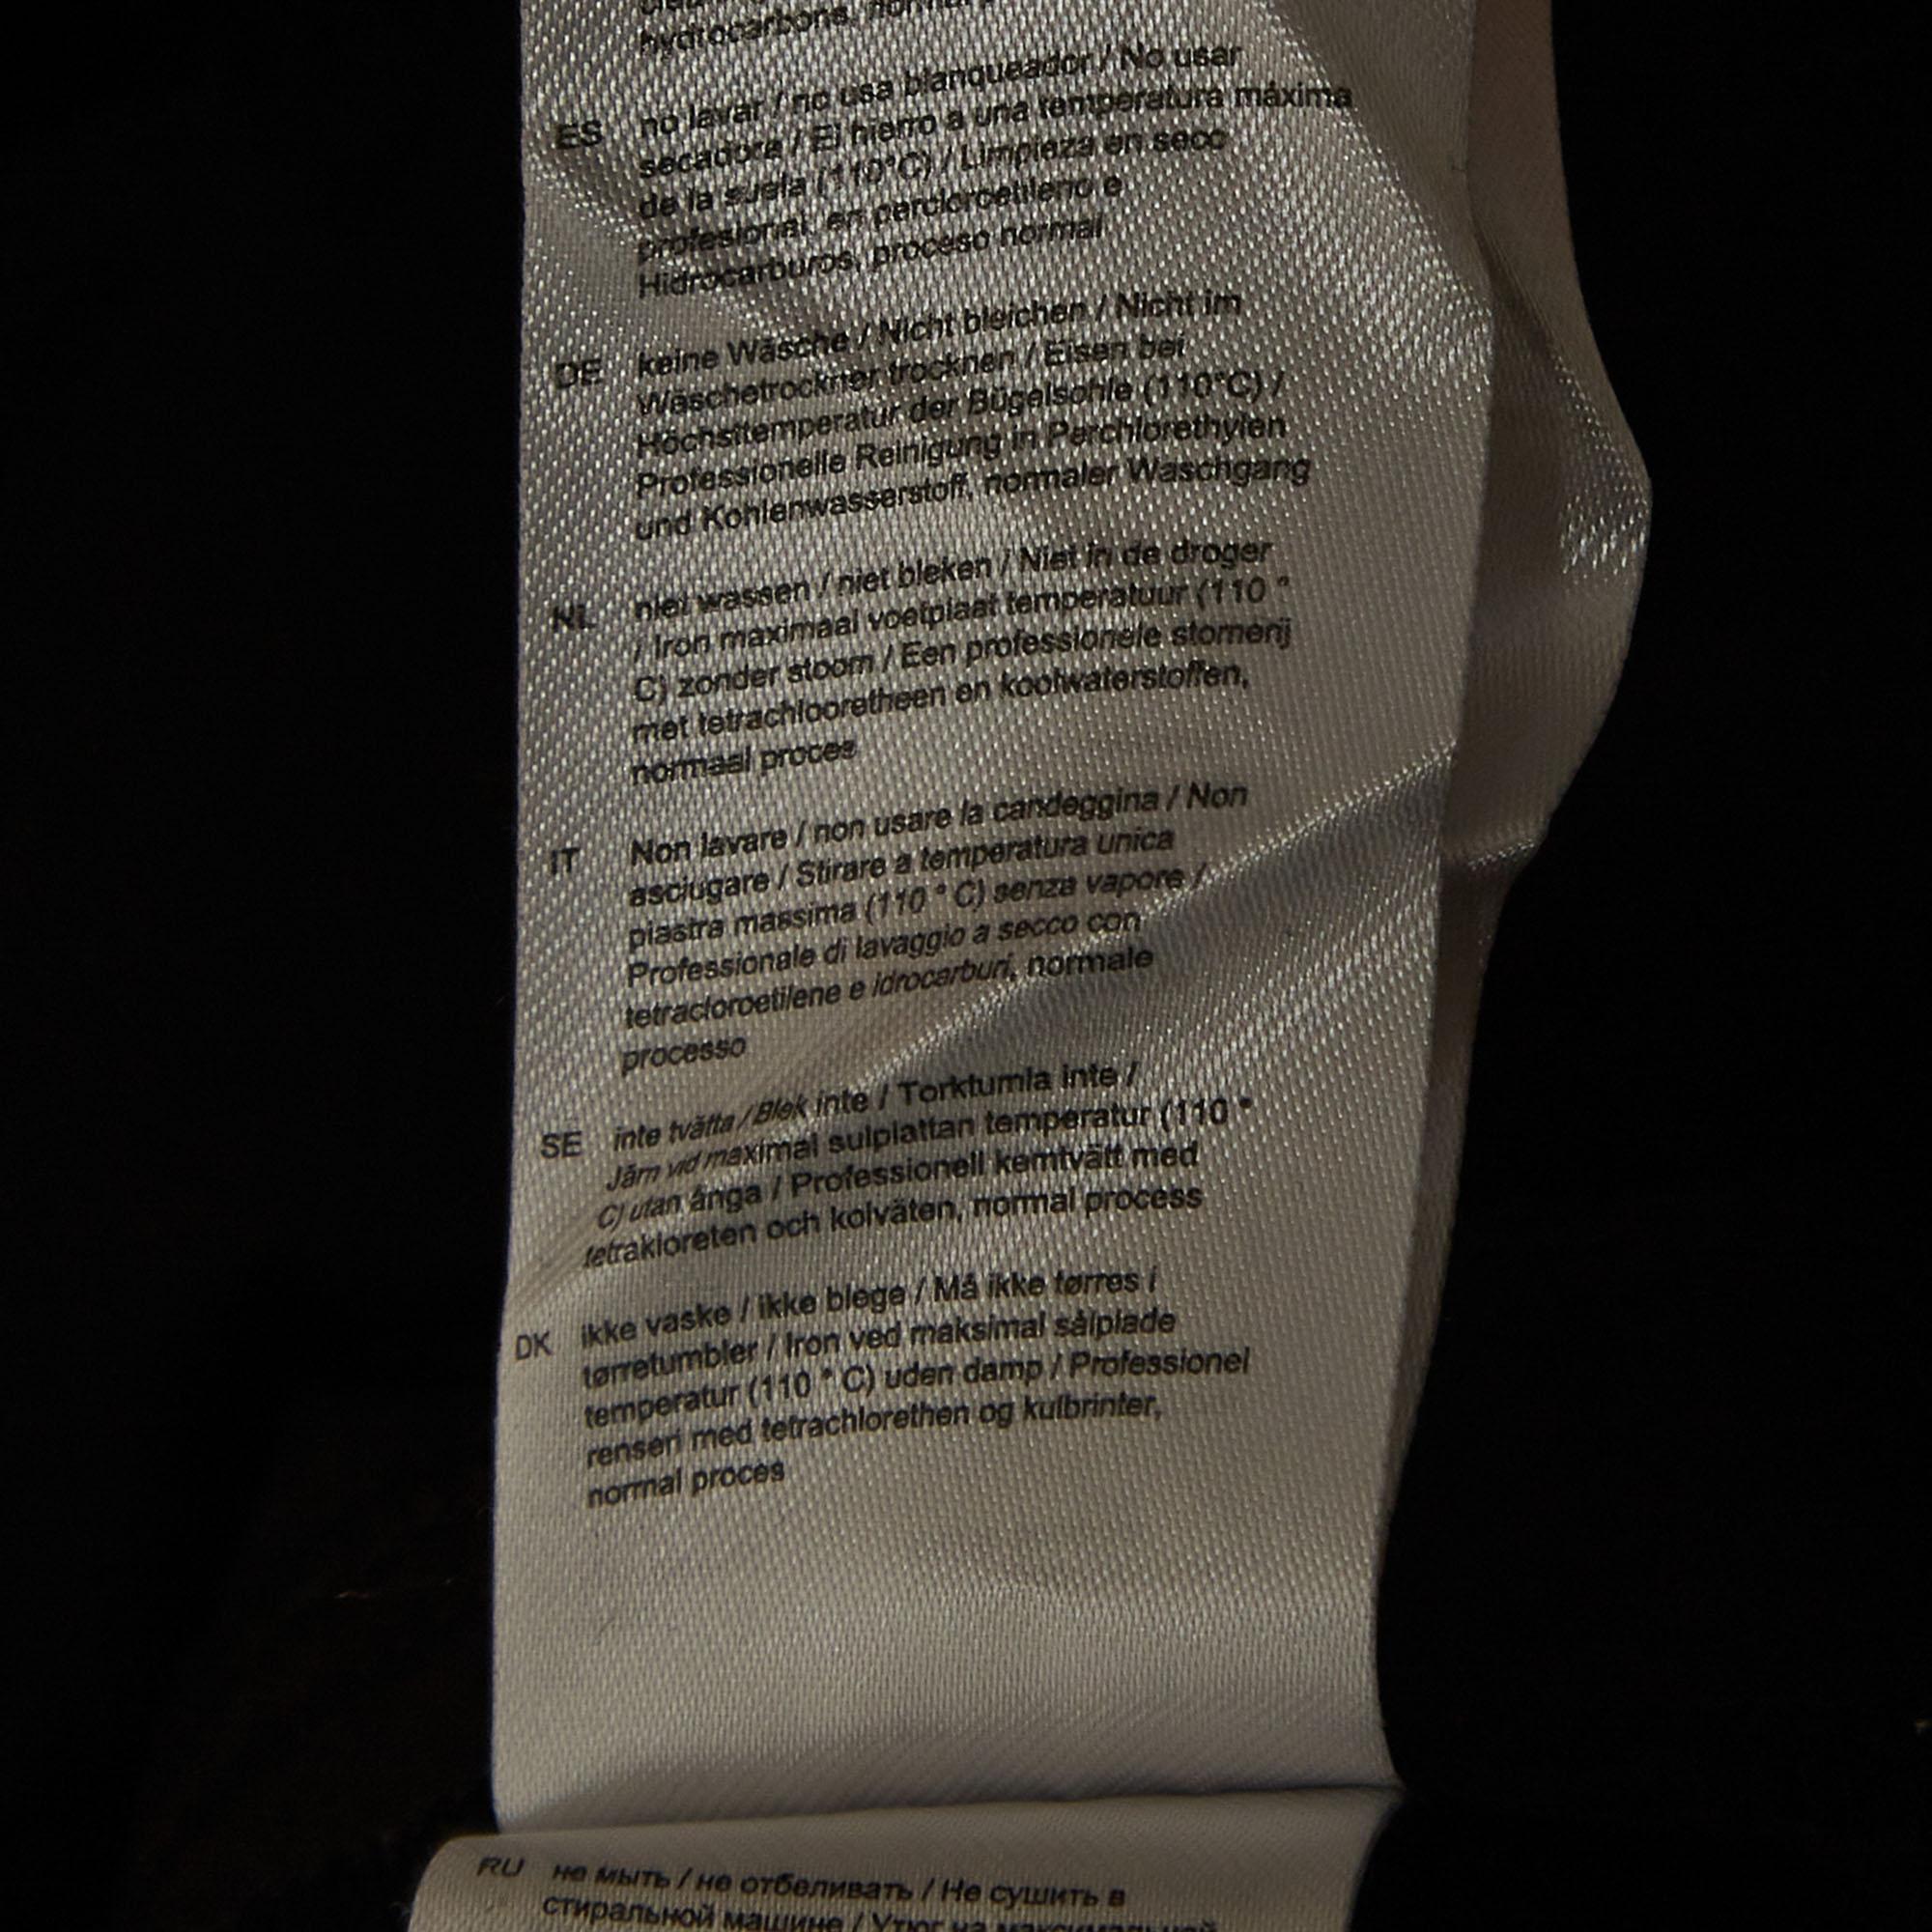 hydrocarbons, normal
ES no lavar / no usa blanqueador / No usar
secadora / El hierro a una temperatura máxima
de la suela (110°C) / Limpieza en seco
profesional, en percloroetileno e
Hidrocarburos, proceso normal
DE keine Wäsche / Nicht bleichen / Nicht im
Waschetrockner trocknen / Eisen bei
Höchsttemperatur der Bügelsohle (110°C) /
Professionelle Reinigung in Perchlorethylen
und Kohlenwasserstoff, normaler Waschgang
NL niet wassen / niet bleken / Niet in de droger
/ Iron maximaal voetplaat temperatuur (110 °
C) zonder stoom / Een professionele stomerij
met tetrachlooretheen en koolwaterstoffen,
normaal proces
IT Non lavare / non usare la candeggina / Non
asciugare / Stirare a temperatura unica
piastra massima (110 ° C) senza vapore /
Professionale di lavaggio a secco con
tetracloroetilene e idrocarburi, normale
processo
SE inte tvätta / Blek inte / Torktumla inte /
Järn vid maximal sulplattan temperatur (110 °
C) utan ånga / Professionell kemtvätt med
tetrakloreten och kolväten, normal process
DK ikke vaske / ikke blege / Må ikke tørres i
tørretumbler / Iron ved maksimal sålplade
temperatur (110 ° C) uden damp / Professionel
renseri med tetrachlorethen og kulbrinter,
normal proces
RU не мыть / не отбеливать / Не сушить в
стиральной машине / Утюг на максимальной